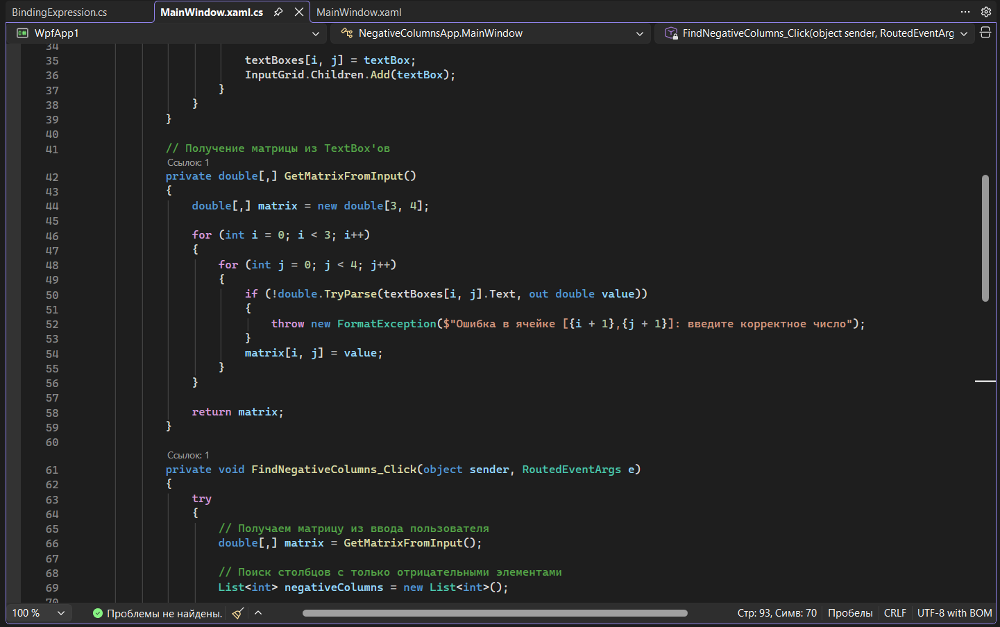 BindingExpression.cs MainWindow.xaml.cs MainWindow.xaml
WpfApp1 NegativeColumnsApp.MainWindow FindNegativeColumns_Click(object sender, RoutedEventArg
34
35 textBoxes[i, j] = textBox;
36 InputGrid.Children.Add(textBox);
37 }
38 }
39 }
40
41 // Получение матрицы из TextBox'ов
Ссылок: 1
42 private double[,] GetMatrixFromInput()
43 {
44 double[,] matrix = new double[3, 4];
45
46 for (int i = 0; i < 3; i++)
47 {
48 for (int j = 0; j < 4; j++)
49 {
50 if (!double.TryParse(textBoxes[i, j].Text, out double value))
51 {
52 throw new FormatException($"Ошибка в ячейке [{i + 1},{j + 1}]: введите корректное число");
53 }
54 matrix[i, j] = value;
55 }
56 }
57
58 return matrix;
59 }
60
Ссылок: 1
61 private void FindNegativeColumns_Click(object sender, RoutedEventArgs e)
62 {
63 try
64 {
65 // Получаем матрицу из ввода пользователя
66 double[,] matrix = GetMatrixFromInput();
67
68 // Поиск столбцов с только отрицательными элементами
69 List<int> negativeColumns = new List<int>();
70
100 % Проблемы не найдены. Стр: 93, Симв: 70 Пробелы CRLF UTF-8 with BOM